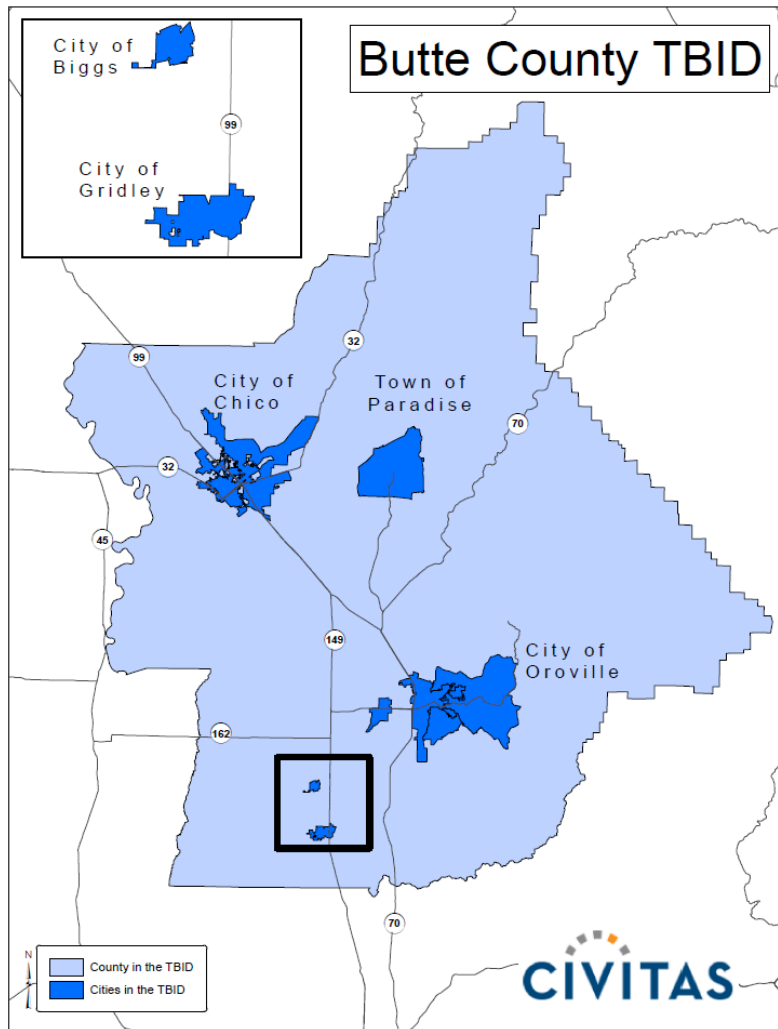 City of
Biggs
Butte County TBID
99
City of
Gridley
32
99
City of
Chico
Town of
Paradise
70
32
45
149
City of
Oroville
162
70
N
County in the TBID
Cities in the TBID
CIVITAS